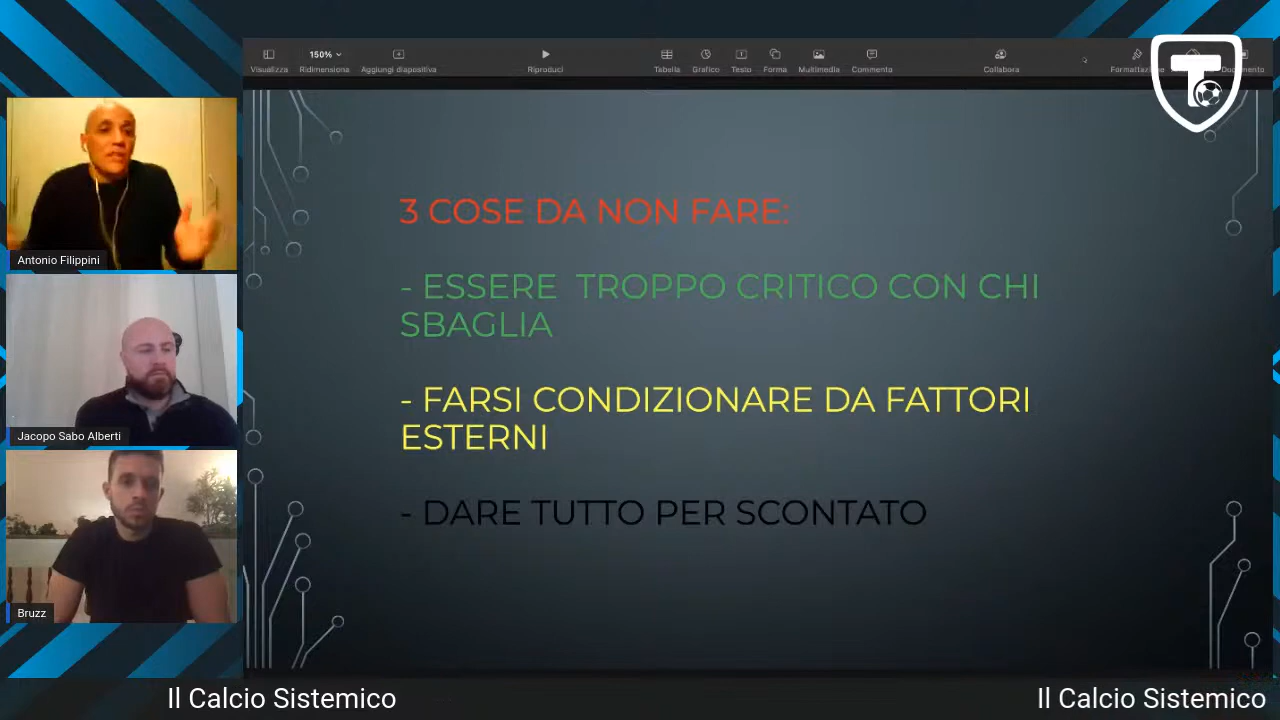 150%
Visualizza
Ridimensiona
Aggiungi diapositiva
Riproduci
Tabella
Grafico
Testo
Forma
Multimedia
Commento
Collabora
T
3 COSE DA NON FARE:
- ESSERE TROPPO CRITICO CON CHI
SBAGLIA
- FARSI CONDIZIONARE DA FATTORI
ESTERNI
- DARE TUTTO PER SCONTATO
Antonio Filippini
Jacopo Sabo Alberti
Bruzz
Il Calcio Sistemico
Il Calcio Sistemico